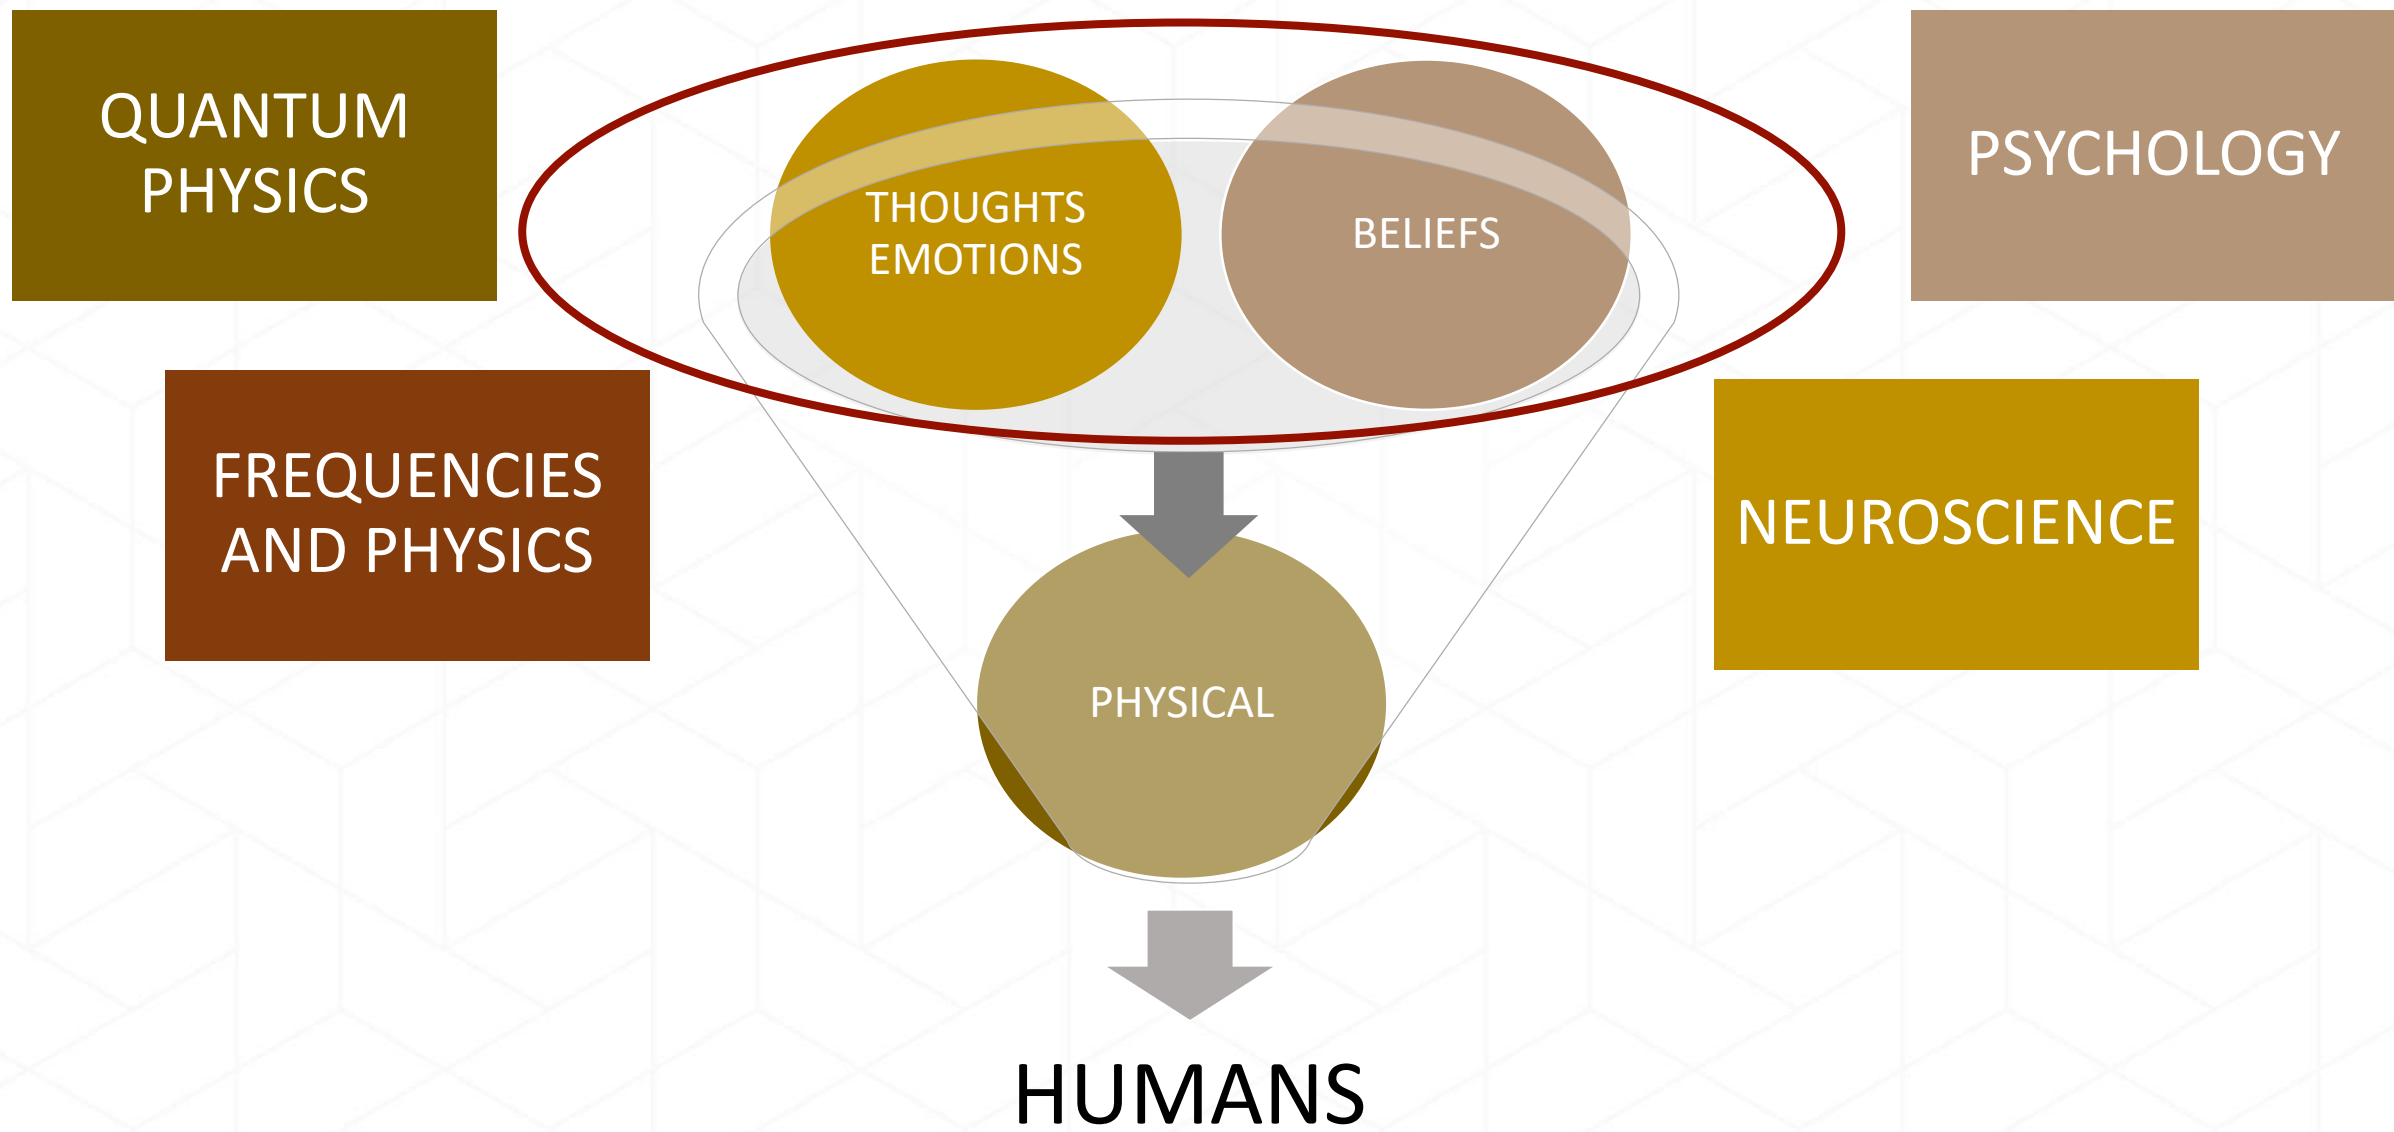 QUANTUM
PHYSICS
THOUGHTS
EMOTIONS
BELIEFS
PSYCHOLOGY
FREQUENCIES
AND PHYSICS
NEUROSCIENCE
PHYSICAL
HUMANS